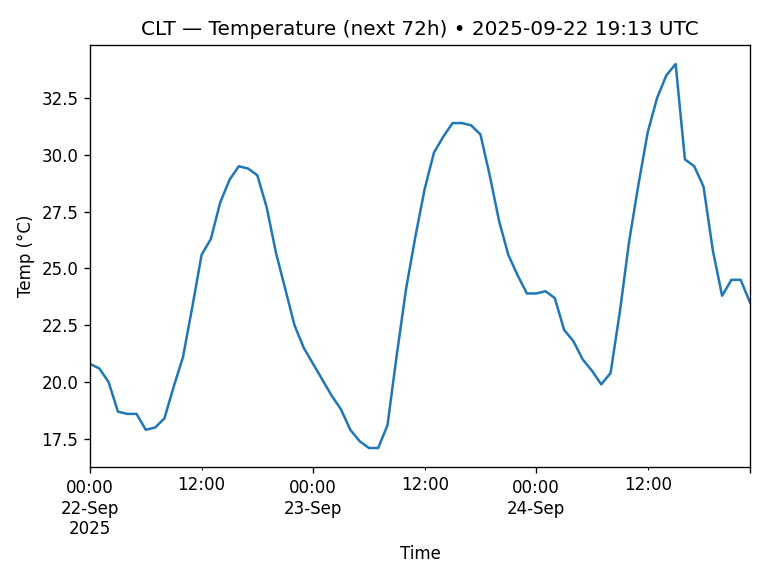 CLT — Temperature (next 72h) • 2025-09-22 19:13 UTC
Temp (°C)
32.5
30.0
27.5
25.0
22.5
20.0
17.5
00:00 12:00 00:00 12:00 00:00 12:00
22-Sep 23-Sep 24-Sep
2025
Time